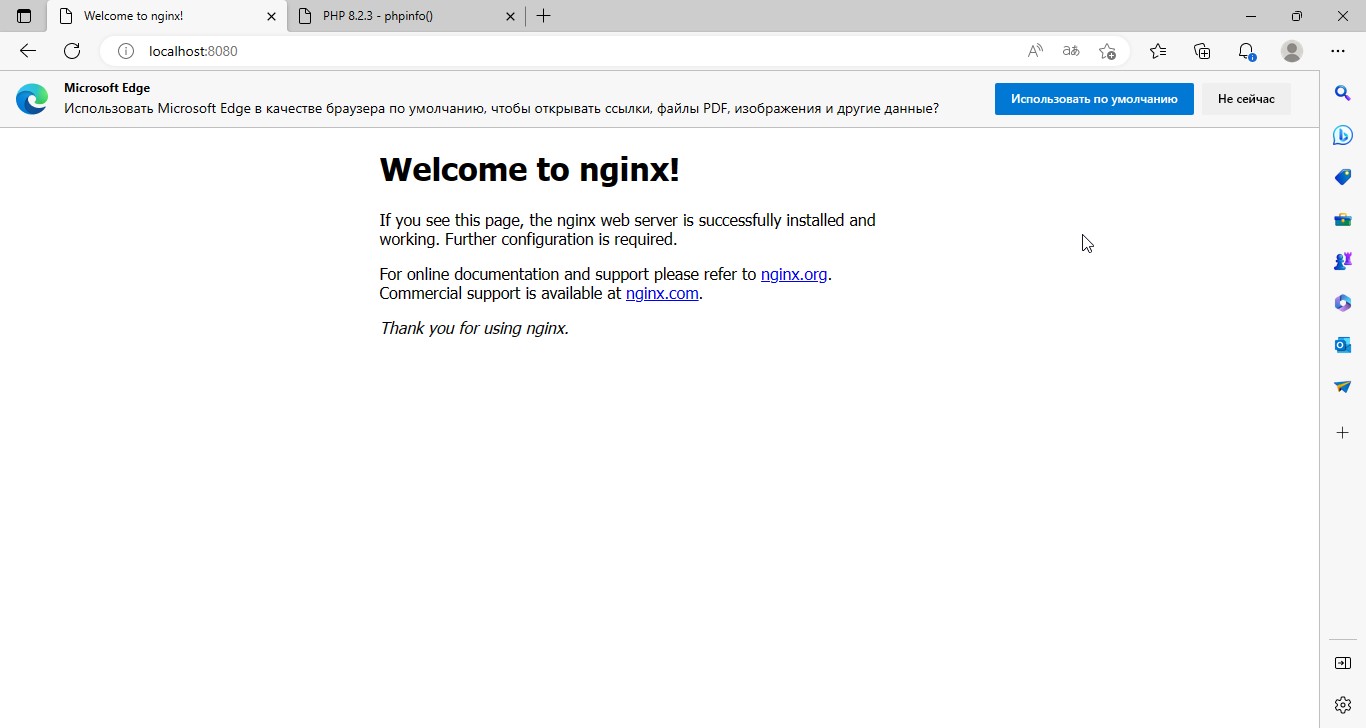 Welcome to nginx!
PHP 8.2.3 - phpinfo()
localhost:8080
Microsoft Edge
Использовать Microsoft Edge в качестве браузера по умолчанию, чтобы открывать ссылки, файлы PDF, изображения и другие данные?
Использовать по умолчанию
Не сейчас
Welcome to nginx!
If you see this page, the nginx web server is successfully installed and
working. Further configuration is required.
For online documentation and support please refer to nginx.org.
Commercial support is available at nginx.com.
Thank you for using nginx.